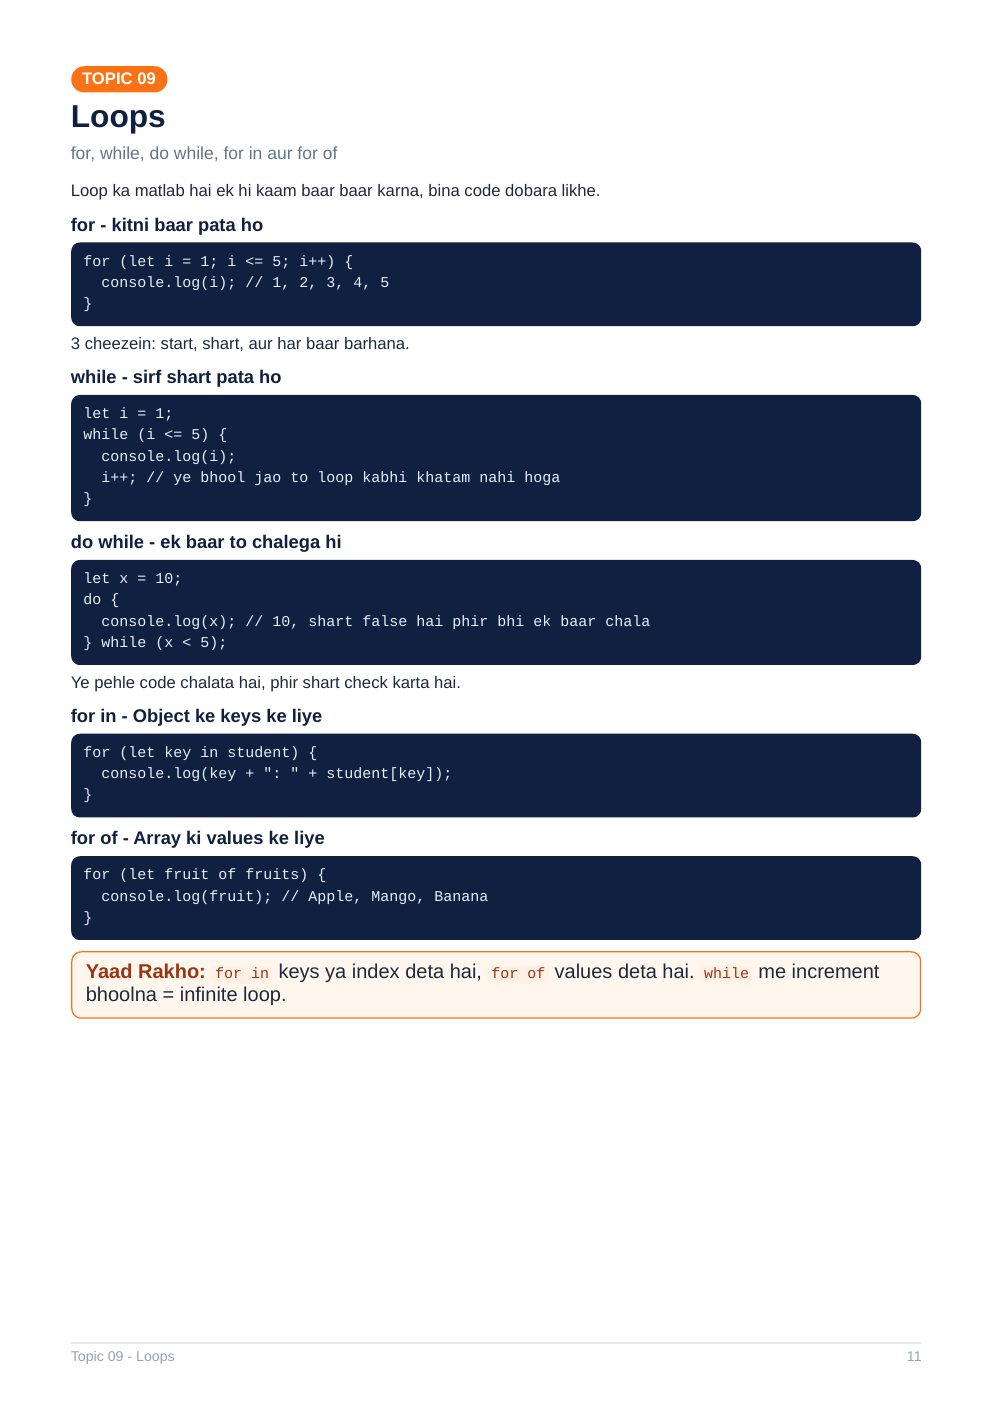 TOPIC 09
Loops
for, while, do while, for in aur for of
Loop ka matlab hai ek hi kaam baar baar karna, bina code dobara likhe.
for - kitni baar pata ho
for (let i = 1; i <= 5; i++) {
  console.log(i); // 1, 2, 3, 4, 5
}
3 cheezein: start, shart, aur har baar barhana.
while - sirf shart pata ho
let i = 1;
while (i <= 5) {
  console.log(i);
  i++; // ye bhool jao to loop kabhi khatam nahi hoga
}
do while - ek baar to chalega hi
let x = 10;
do {
  console.log(x); // 10, shart false hai phir bhi ek baar chala
} while (x < 5);
Ye pehle code chalata hai, phir shart check karta hai.
for in - Object ke keys ke liye
for (let key in student) {
  console.log(key + ": " + student[key]);
}
for of - Array ki values ke liye
for (let fruit of fruits) {
  console.log(fruit); // Apple, Mango, Banana
}
Yaad Rakho: for in keys ya index deta hai, for of values deta hai. while me increment
bhoolna = infinite loop.
Topic 09 - Loops
11